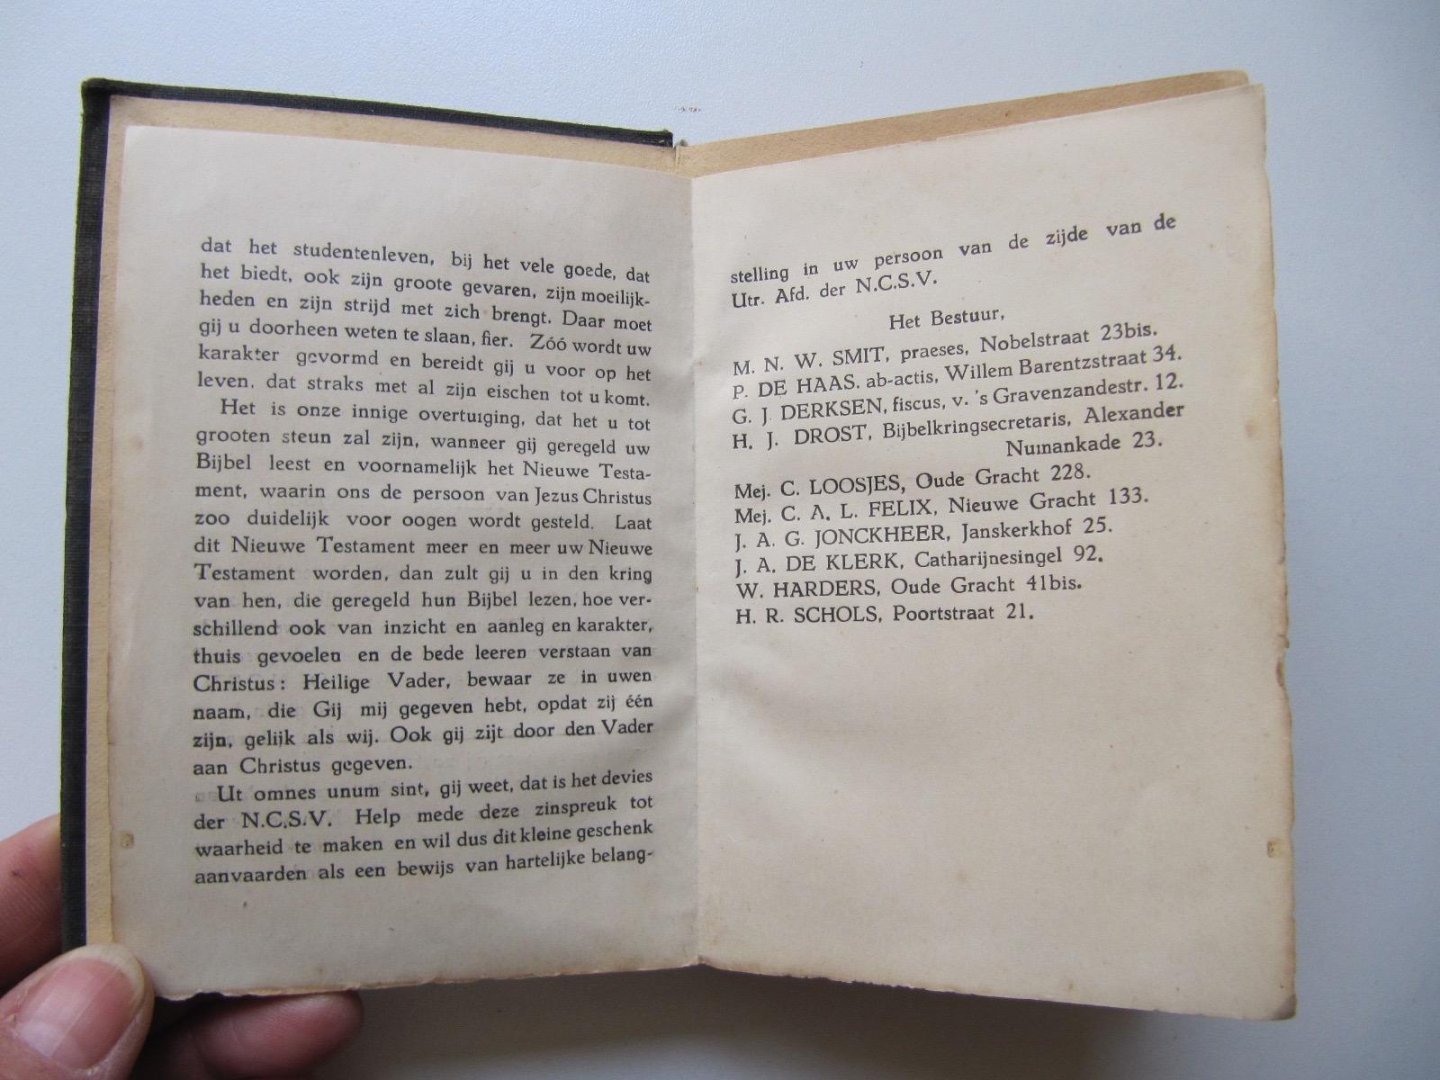 dat het studentenleven, bij het vele goede, dat
het biedt, ook zijn groote gevaren, zijn moeilijk-
heden en zijn strijd met zich brengt. Daar moet
gij u doorheen weten te slaan, fier. Zóó wordt uw
karakter gevormd en bereidt gij u voor op het
leven, dat straks met al zijn eischen tot u komt.
Het is onze innige overtuiging, dat het u tot
grooten steun zal zijn, wanneer gij geregeld uw
Bijbel leest en voornamelijk het Nieuwe Testa-
ment, waarin ons de persoon van Jezus Christus
zoo duidelijk voor oogen wordt gesteld. Laat
dit Nieuwe Testament meer en meer uw Nieuwe
Testament worden, dan zult gij u in den kring
van hen, die geregeld hun Bijbel lezen, hoe ver-
schillend ook van inzicht en aanleg en karakter,
thuis gevoelen en de bede leeren verstaan van
Christus: Heilige Vader, bewaar ze in uwen
naam, die Gij mij gegeven hebt, opdat zij één
zijn, gelijk als wij. Ook gij zijt door den Vader
aan Christus gegeven.
Ut omnes unum sint, gij weet, dat is het devies
der N.C.S.V. Help mede deze zinspreuk tot
waarheid te maken en wil dus dit kleine geschenk
aanvaarden als een bewijs van hartelijke belang-
stelling in uw persoon van de zijde van de
Utr. Afd. der N.C.S.V.
Het Bestuur,
M. N. W. SMIT, praeses, Nobelstraat 23bis.
P. DE HAAS. ab-actis, Willem Barentzstraat 34.
G. J. DERKSEN, fiscus, v. 's Gravenzandestr. 12.
H. J. DROST, Bijbelkringsecretaris, Alexander
Numankade 23.
Mej. C. LOOSJES, Oude Gracht 228.
Mej. C. A. L. FELIX, Nieuwe Gracht 133.
J. A. G. JONCKHEER, Janskerkhof 25.
J. A. DE KLERK, Catharijnesingel 92.
W. HARDERS, Oude Gracht 41bis.
H. R. SCHOLS, Poortstraat 21.